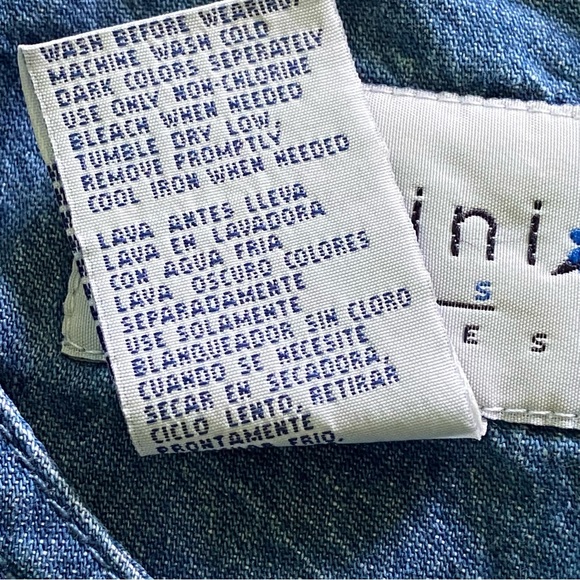 WASH BEFORE WEARING,
MACHINE WASH COLD
DARK COLORS SEPERATELY
USE ONLY NON-CHLORINE
BLEACH WHEN NEEDED
TUMBLE DRY LOW,
REMOVE PROMPTLY
COOL IRON WHEN NEEDED
LAVA ANTES LLEVA
LAVA EN LAVADORA
CON AGUA FRIA
LAVA OSCURO COLORES
SEPARADAMENTE
USE SOLAMENTE
BLANQUEADOR SIN CLORO
CUANDO SE NECESITE
SECAR EN SECADORA,
CICLO LENTO, RETIRAR
PRONTAMENTE
FRIO.
ini
S
E S